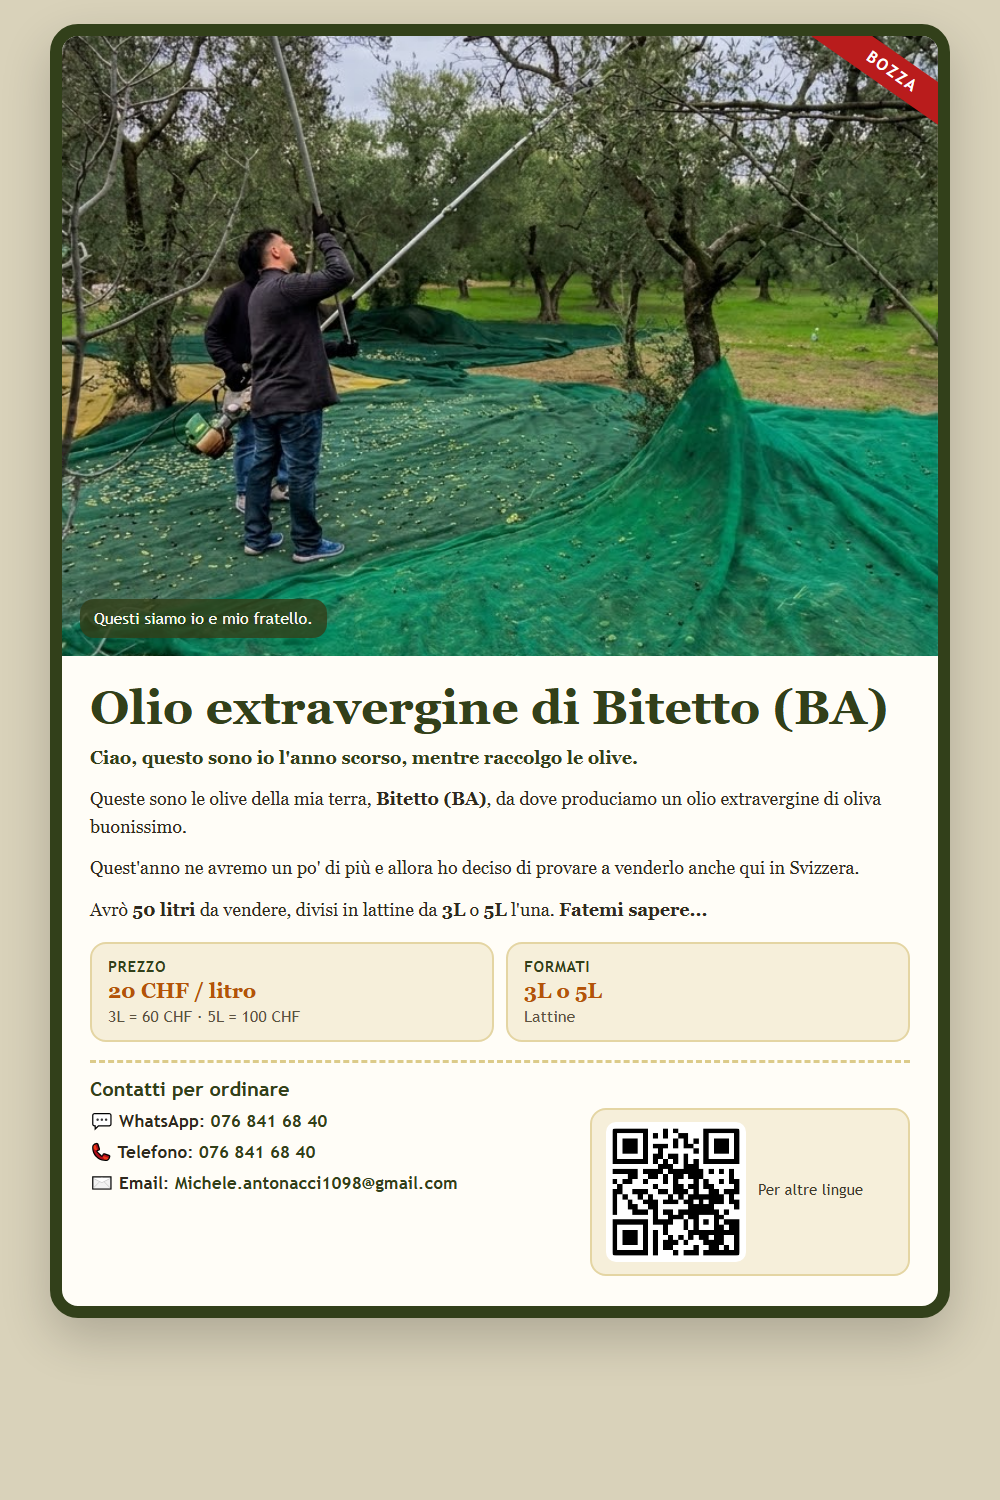 BOZZA
Questi siamo io e mio fratello.
Olio extravergine di Bitetto (BA)
Ciao, questo sono io l'anno scorso, mentre raccolgo le olive.
Queste sono le olive della mia terra, Bitetto (BA), da dove produciamo un olio extravergine di oliva
buonissimo.
Quest'anno ne avremo un po' di più e allora ho deciso di provare a venderlo anche qui in Svizzera.
Avrò 50 litri da vendere, divisi in lattine da 3L o 5L l'una. Fatemi sapere...
PREZZO
20 CHF / litro
3L = 60 CHF · 5L = 100 CHF
FORMATI
3L o 5L
Lattine
Contatti per ordinare
WhatsApp: 076 841 68 40
Telefono: 076 841 68 40
Email: Michele.antonacci1098@gmail.com
Per altre lingue